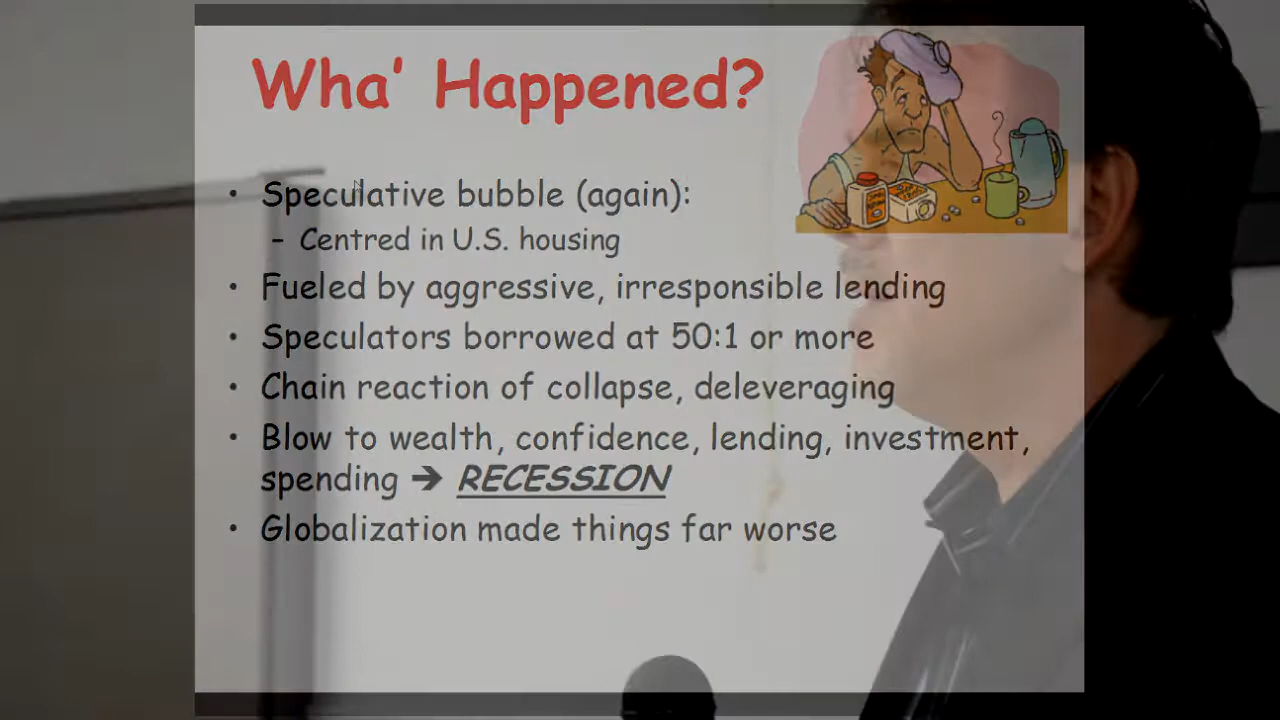 Wha' Happened?
• Speculative bubble (again):
– Centred in U.S. housing
• Fueled by aggressive, irresponsible lending
• Speculators borrowed at 50:1 or more
• Chain reaction of collapse, deleveraging
• Blow to wealth, confidence, lending, investment,
spending ➔ RECESSION
• Globalization made things far worse